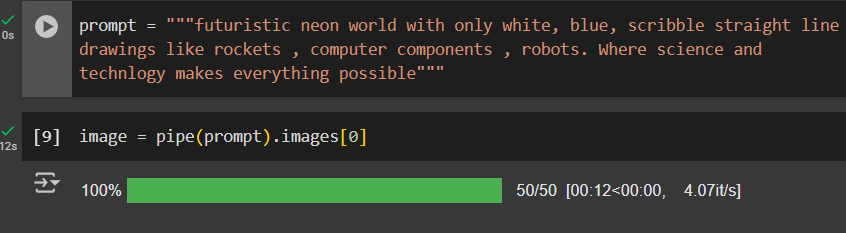 0s
prompt = """futuristic neon world with only white, blue, scribble straight line
drawings like rockets , computer components , robots. Where science and
technlogy makes everything possible"""
12s
[9] image = pipe(prompt).images[0]
100% 50/50 [00:12<00:00, 4.07it/s]